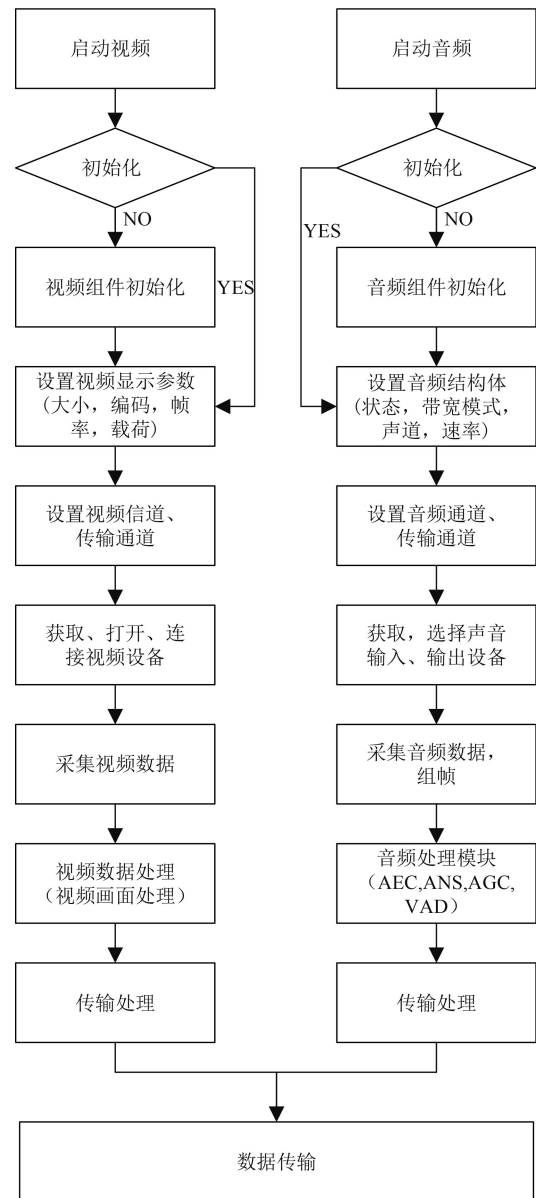 启动视频
初始化
NO
YES
视频组件初始化
设置视频显示参数
(大小，编码，帧
率，载荷)
设置视频信道、
传输通道
获取、打开、连
接视频设备
采集视频数据
视频数据处理
（视频画面处理）
传输处理
启动音频
初始化
YES
NO
音频组件初始化
设置音频结构体
(状态，带宽模式，
声道，速率)
设置音频通道、
传输通道
获取，选择声音
输入、输出设备
采集音频数据，
组帧
音频处理模块
（AEC,ANS,AGC,
VAD）
传输处理
数据传输